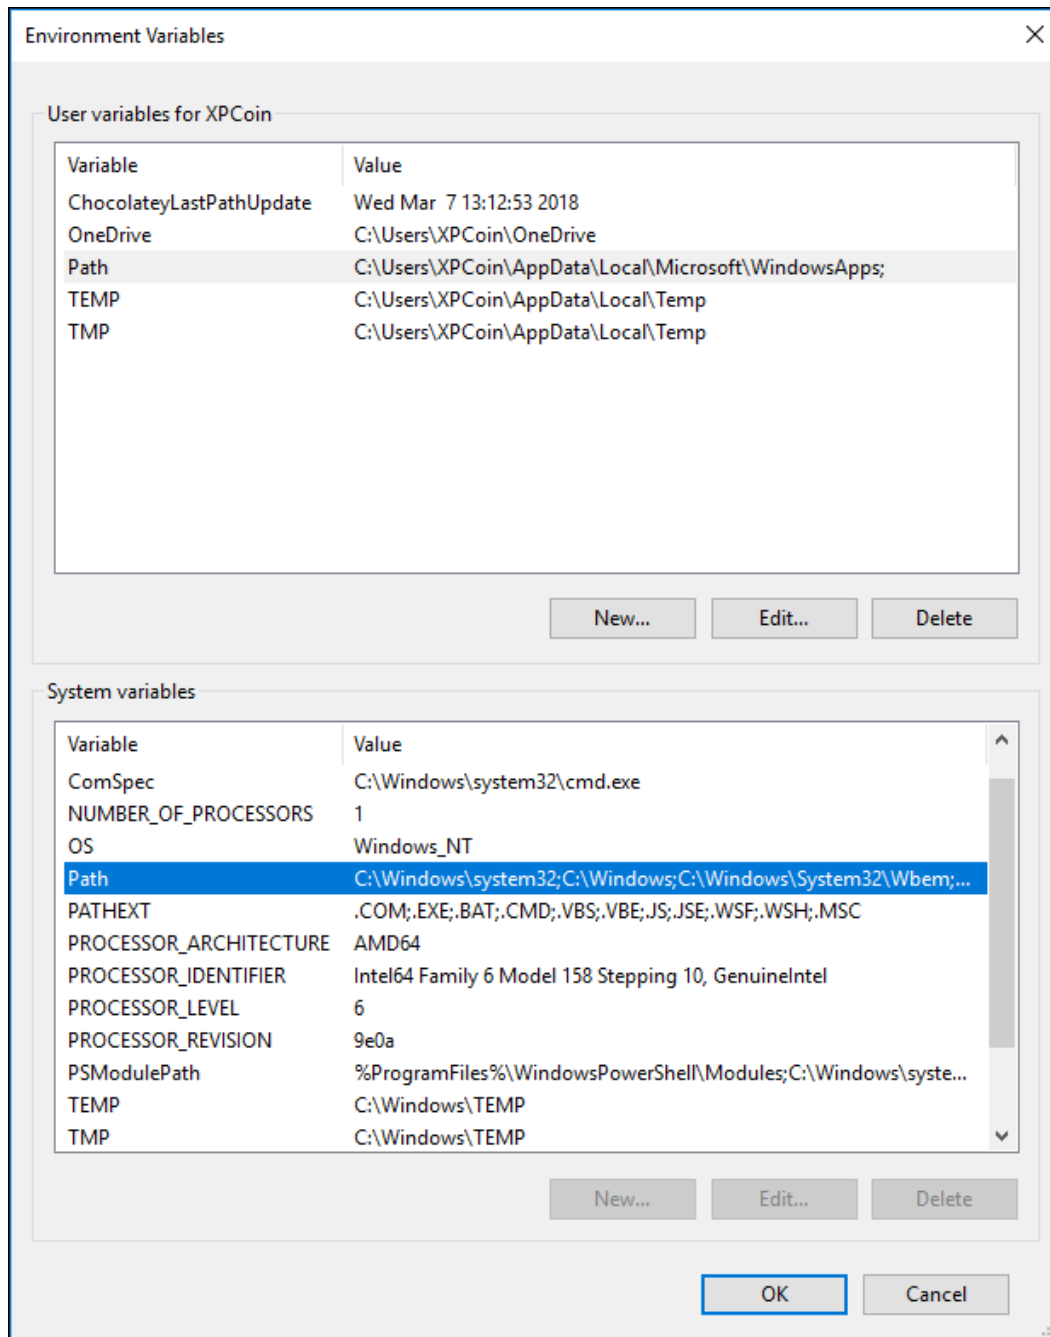 Environment Variables
User variables for XPCoin
Variable Value
ChocolateyLastPathUpdate Wed Mar  7 13:12:53 2018
OneDrive C:\Users\XPCoin\OneDrive
Path C:\Users\XPCoin\AppData\Local\Microsoft\WindowsApps;
TEMP C:\Users\XPCoin\AppData\Local\Temp
TMP C:\Users\XPCoin\AppData\Local\Temp
New... Edit... Delete
System variables
Variable Value
ComSpec C:\Windows\system32\cmd.exe
NUMBER_OF_PROCESSORS 1
OS Windows_NT
Path C:\Windows\system32;C:\Windows;C:\Windows\System32\Wbem;...
PATHEXT .COM;.EXE;.BAT;.CMD;.VBS;.VBE;.JS;.JSE;.WSF;.WSH;.MSC
PROCESSOR_ARCHITECTURE AMD64
PROCESSOR_IDENTIFIER Intel64 Family 6 Model 158 Stepping 10, GenuineIntel
PROCESSOR_LEVEL 6
PROCESSOR_REVISION 9e0a
PSModulePath %ProgramFiles%\WindowsPowerShell\Modules;C:\Windows\syste...
TEMP C:\Windows\TEMP
TMP C:\Windows\TEMP
New... Edit... Delete
OK Cancel